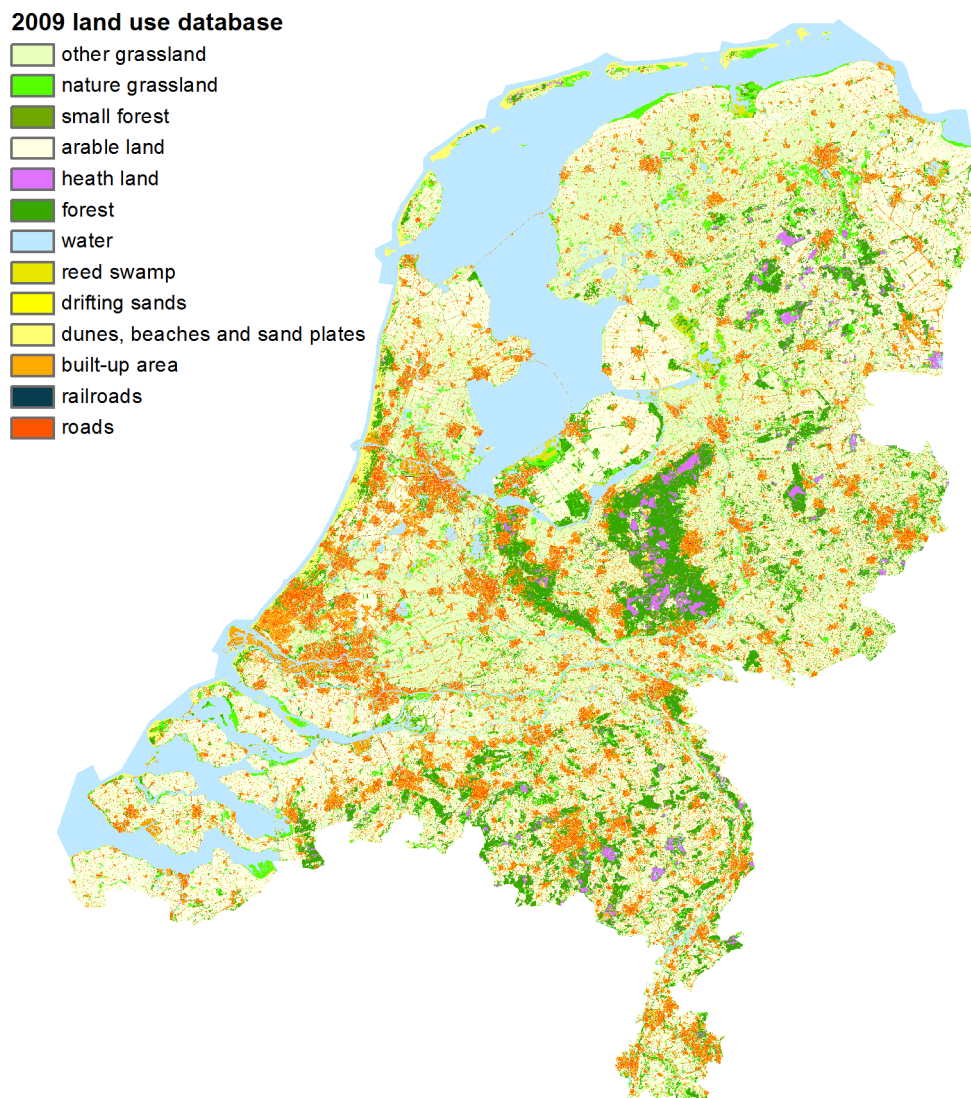 2009 land use database
other grassland
nature grassland
small forest
arable land
heath land
forest
water
reed swamp
drifting sands
dunes, beaches and sand plates
built-up area
railroads
roads